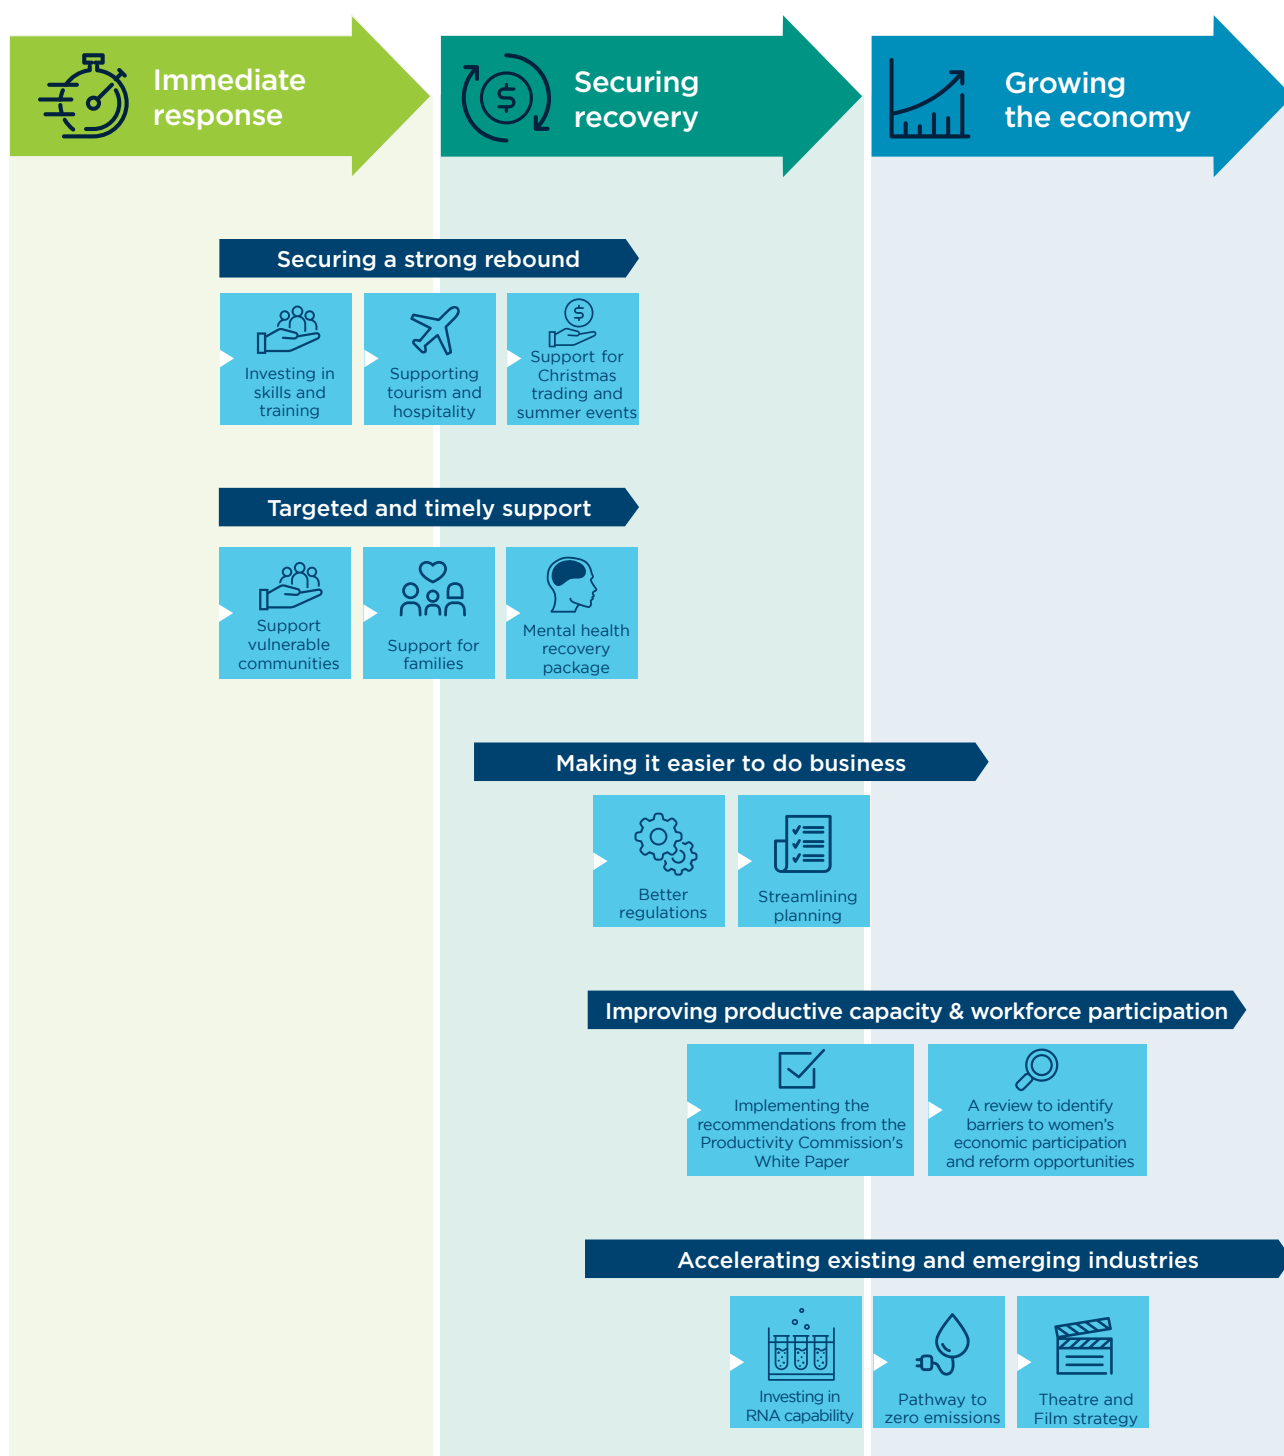 Immediate
response
Securing
recovery
Growing
the economy
Securing a strong rebound
Investing in
skills and
training
Supporting
tourism and
hospitality
Support for
Christmas
trading and
summer events
Targeted and timely support
Support
vulnerable
communities
Support for
families
Mental health
recovery
package
Making it easier to do business
Better
regulations
Streamlining
planning
Improving productive capacity & workforce participation
Implementing the
recommendations from the
Productivity Commission's
White Paper
A review to identify
barriers to women’s
economic participation
and reform opportunities
Accelerating existing and emerging industries
Investing in
RNA capability
Pathway to
zero emissions
Theatre and
Film strategy